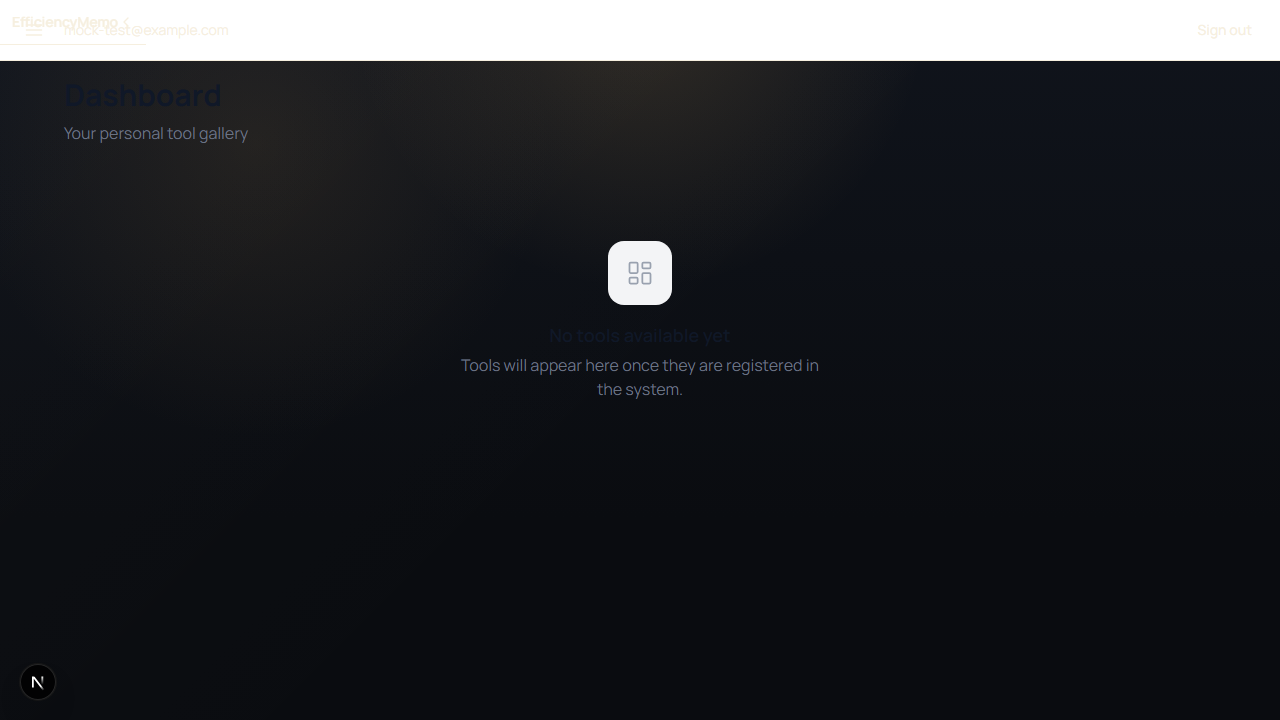 EfficiencyMemo
mock-test@example.com
Sign out
Dashboard
Your personal tool gallery
No tools available yet
Tools will appear here once they are registered in
the system.
N